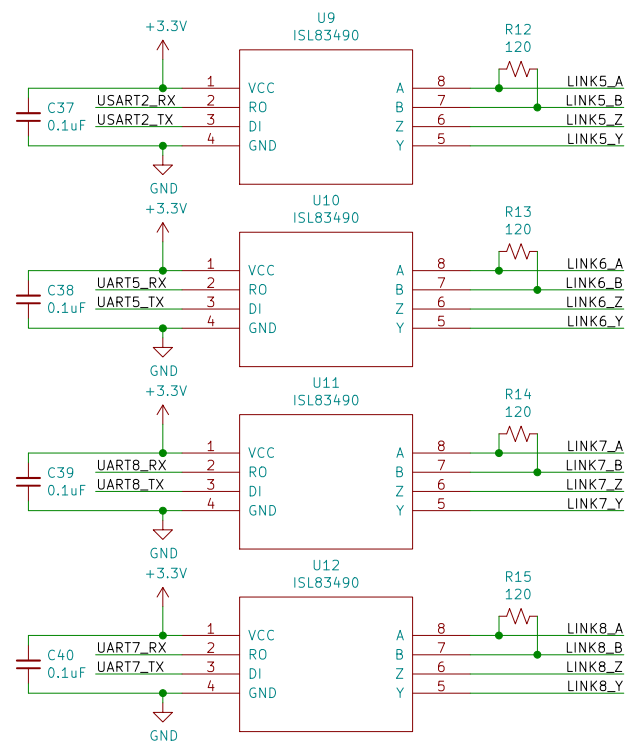 U9
ISL83490
+3.3V
R12
120
1 VCC A 8 LINK5_A
C37 USART2_RX 2 RO B 7 LINK5_B
0.1uF USART2_TX 3 DI Z 6 LINK5_Z
4 GND Y 5 LINK5_Y
GND
U10
ISL83490
+3.3V
R13
120
1 VCC A 8 LINK6_A
C38 UART5_RX 2 RO B 7 LINK6_B
0.1uF UART5_TX 3 DI Z 6 LINK6_Z
4 GND Y 5 LINK6_Y
GND
U11
ISL83490
+3.3V
R14
120
1 VCC A 8 LINK7_A
C39 UART8_RX 2 RO B 7 LINK7_B
0.1uF UART8_TX 3 DI Z 6 LINK7_Z
4 GND Y 5 LINK7_Y
GND
U12
ISL83490
+3.3V
R15
120
1 VCC A 8 LINK8_A
C40 UART7_RX 2 RO B 7 LINK8_B
0.1uF UART7_TX 3 DI Z 6 LINK8_Z
4 GND Y 5 LINK8_Y
GND